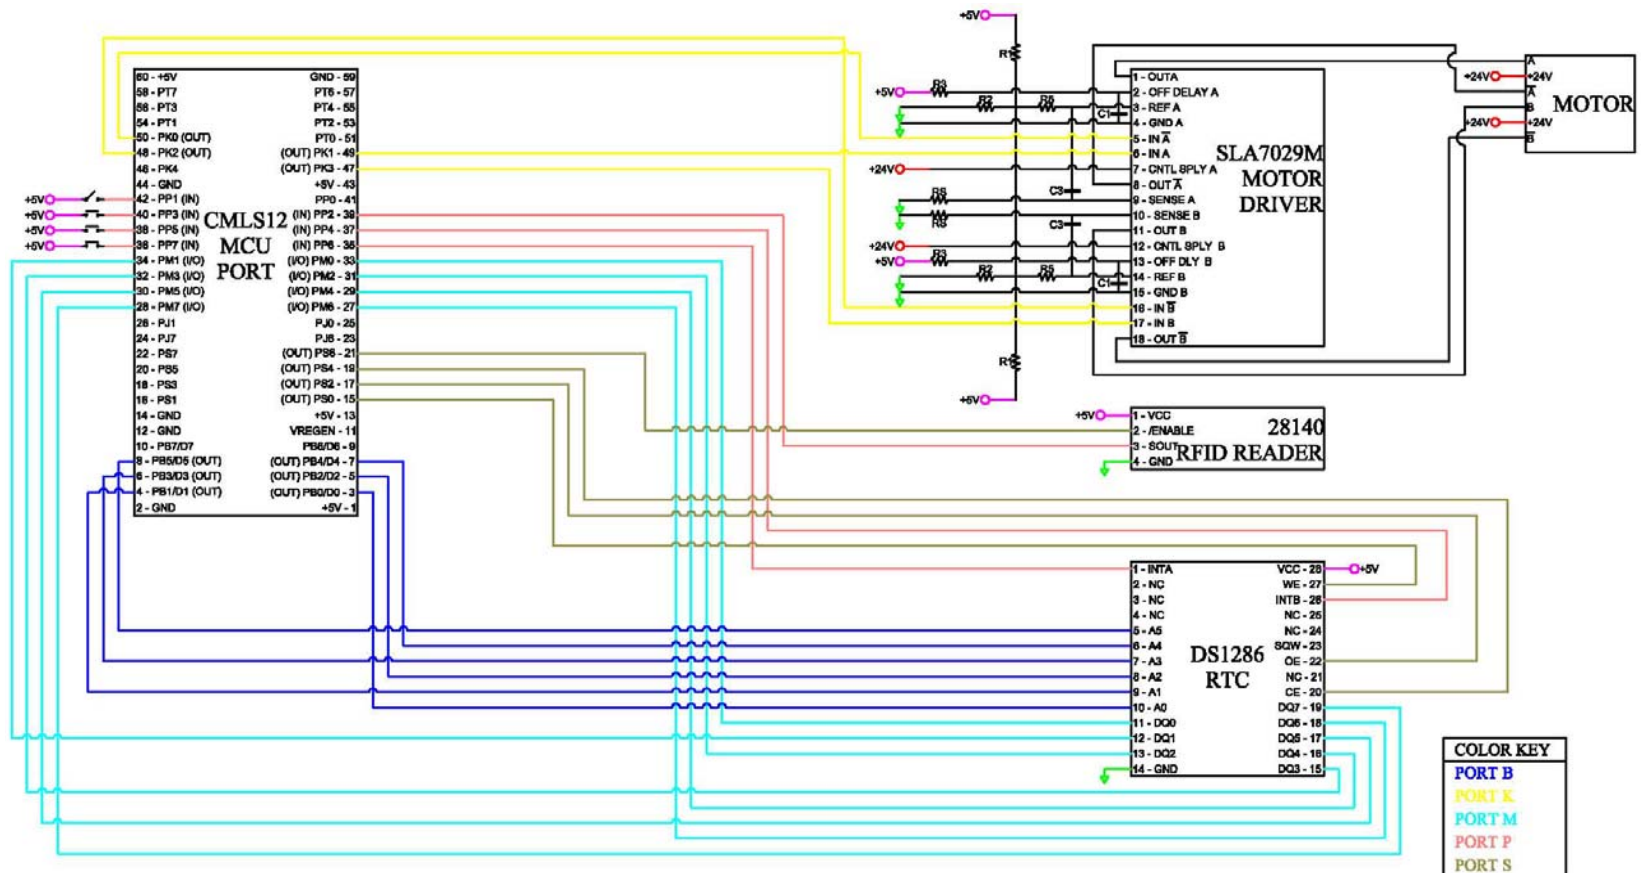 +5V
R1
60 - +5V
58 - PT7
56 - PT3
54 - PT1
50 - PK0 (OUT)
48 - PK2 (OUT)
46 - PK4
44 - GND
42 - PP1 (IN)
40 - PP3 (IN)
38 - PP5 (IN)
36 - PP7 (IN)
34 - PM1 (I/O)
32 - PM3 (I/O)
30 - PM5 (I/O)
28 - PM7 (I/O)
26 - PJ1
24 - PJ7
22 - PS7
20 - PS5
18 - PS3
16 - PS1
14 - GND
12 - GND
10 - PB7/D7
8 - PB5/D5 (OUT)
6 - PB3/D3 (OUT)
4 - PB1/D1 (OUT)
2 - GND
+5V
+5V
+5V
+5V
CMLS12
MCU
PORT
GND - 59
PT6 - 57
PT4 - 55
PT2 - 53
PT0 - 51
(OUT) PK1 - 49
(OUT) PK3 - 47
+5V - 43
PP0 - 41
(IN) PP2 - 39
(IN) PP4 - 37
(IN) PP6 - 35
(I/O) PM0 - 33
(I/O) PM2 - 31
(I/O) PM4 - 29
(I/O) PM6 - 27
PJ0 - 25
PJ6 - 23
(OUT) PS6 - 21
(OUT) PS4 - 19
(OUT) PS2 - 17
(OUT) PS0 - 15
+5V - 13
VREGEN - 11
PB6/D6 - 9
(OUT) PB4/D4 - 7
(OUT) PB2/D2 - 5
(OUT) PB0/D0 - 3
+5V - 1
+5V
R3
R2
R5
C1
+24V
RS
RS
C3
C3
+24V
+5V
R3
R2
R5
C1
R1
+5V
1 - OUTA
2 - OFF DELAY A
3 - REF A
4 - GND A
5 - IN A̅
6 - IN A
7 - CNTL SPLY A
8 - OUT A̅
9 - SENSE A
10 - SENSE B
11 - OUT B
12 - CNTL SPLY B
13 - OFF DLY B
14 - REF B
15 - GND B
16 - IN B̅
17 - IN B
18 - OUT B̅
SLA7029M
MOTOR
DRIVER
+24V
+24V
A
+24V
A̅
B
+24V
B̅
MOTOR
+5V
1 - VCC
2 - /ENABLE
3 - SOUT
4 - GND
28140
RFID READER
1 - INTA
2 - NC
3 - NC
4 - NC
5 - A5
6 - A4
7 - A3
8 - A2
9 - A1
10 - A0
11 - DQ0
12 - DQ1
13 - DQ2
14 - GND
DS1286
RTC
VCC - 28
WE - 27
INTB - 26
NC - 25
NC - 24
SQW - 23
OE - 22
NC - 21
CE - 20
DQ7 - 19
DQ6 - 18
DQ5 - 17
DQ4 - 16
DQ3 - 15
+5V
COLOR KEY
PORT B
PORT K
PORT M
PORT P
PORT S